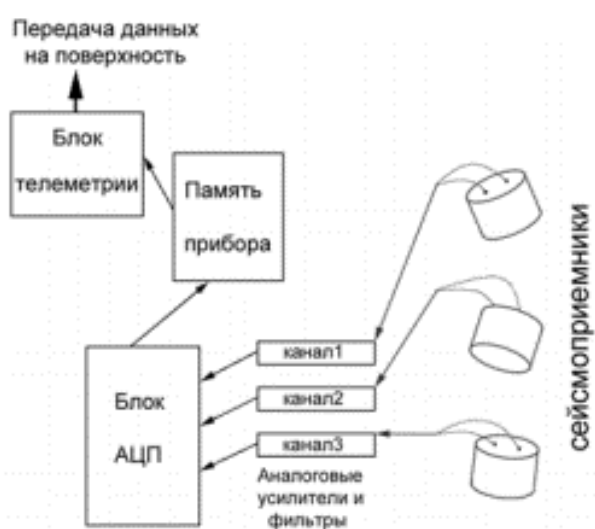 Передача данных
на поверхность
Блок
телеметрии
Память
прибора
канал1
канал2
канал3
Блок
АЦП
Аналоговые
усилители и
фильтры
сейсмоприемники